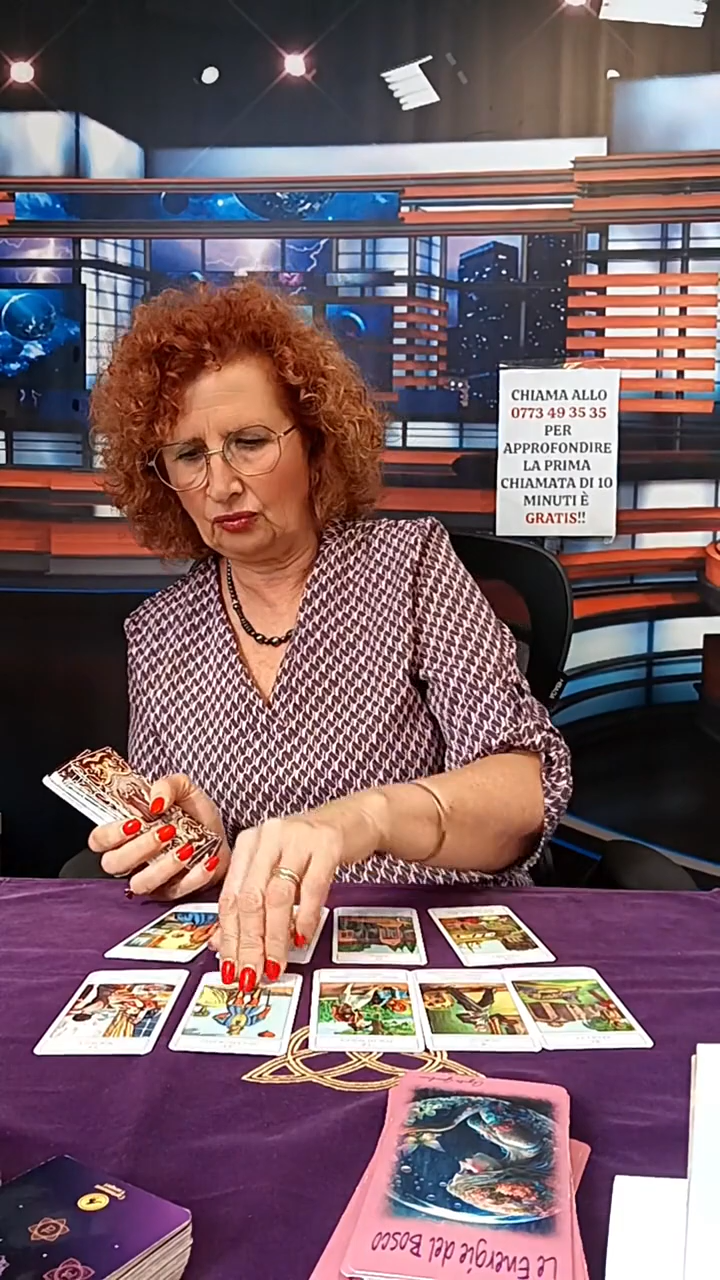 CHIAMA ALLO
0773 49 35 35
PER
APPROFONDIRE
LA PRIMA
CHIAMATA DI 10
MINUTI È
GRATIS!!
Le Energie del Bosco